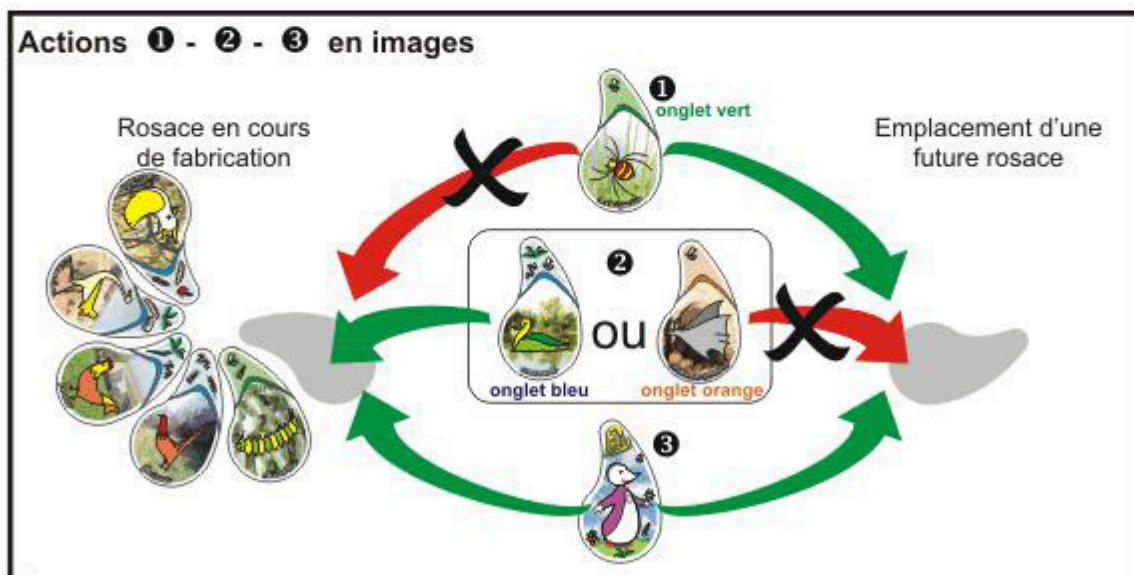 Actions ❶ - ❷ - ❸ en images
❶
onglet vert
Rosace en cours
de fabrication
Emplacement d’une
future rosace
❷
ou
onglet bleu
onglet orange
❸